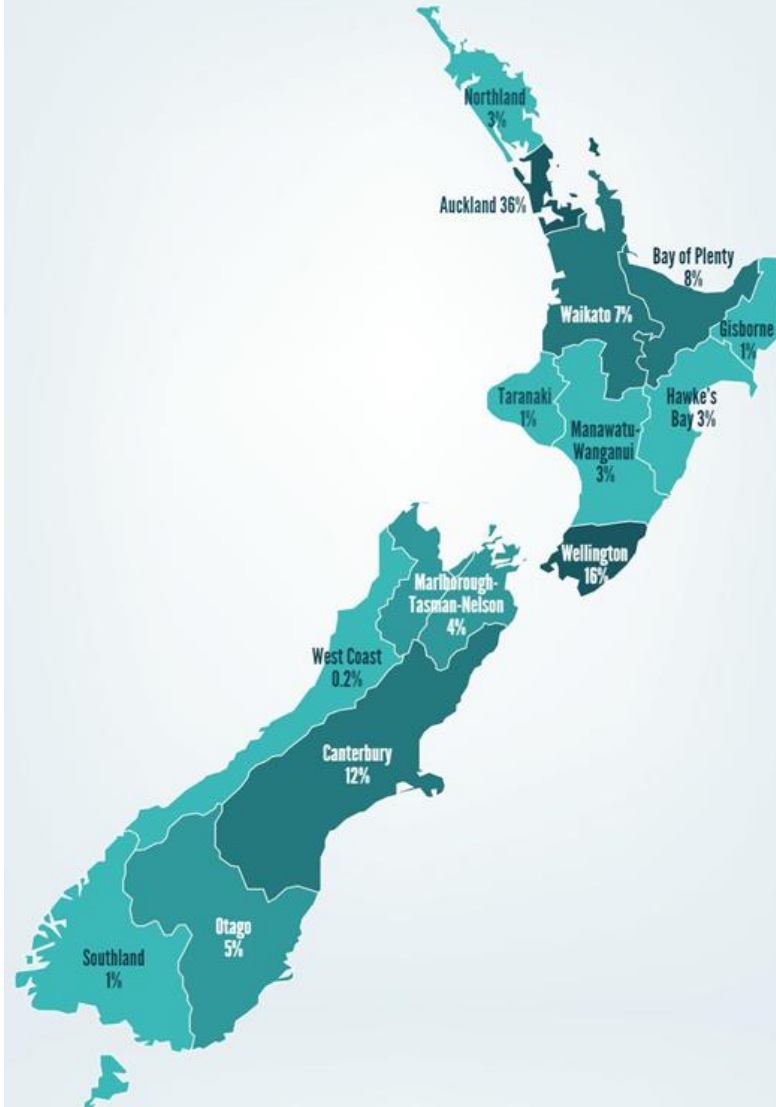 Northland
3%
Auckland 36%
Bay of Plenty
8%
Waikato 7%
Gisborne
1%
Taranaki
1%
Hawke's
Bay 3%
Manawatu-
Wanganui
3%
Wellington
16%
Marlborough-
Tasman-Nelson
4%
West Coast
0.2%
Canterbury
12%
Otago
5%
Southland
1%